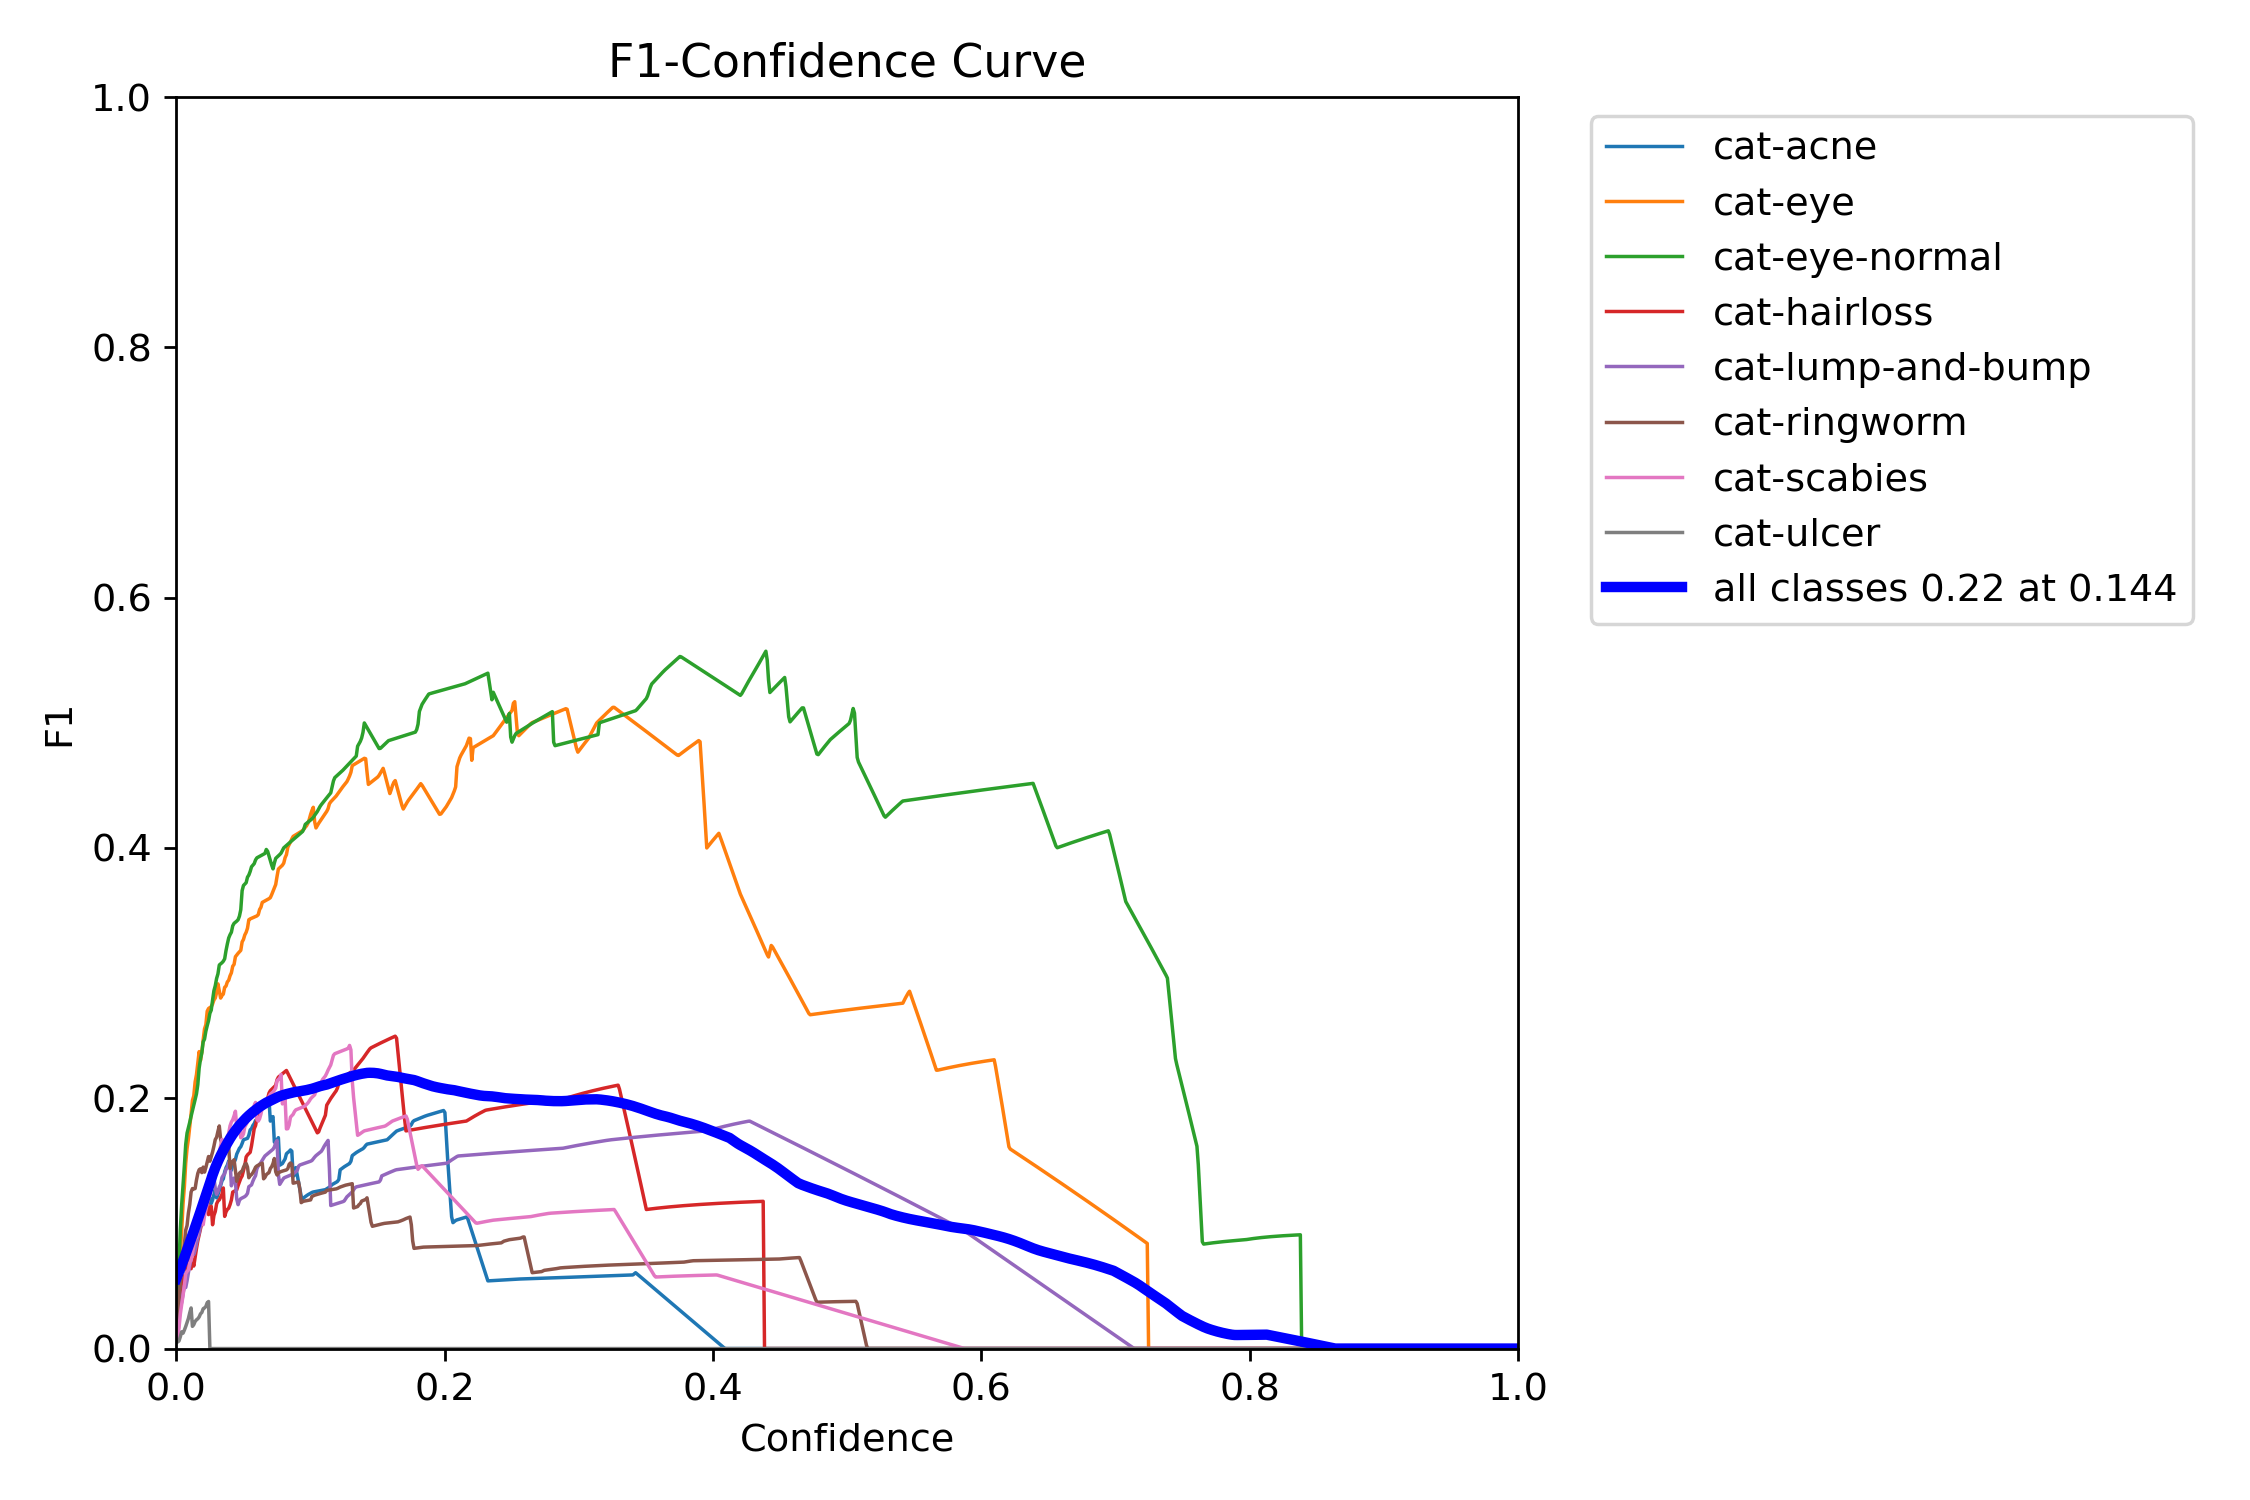 F1-Confidence Curve
1.0
0.8
0.6
0.4
0.2
0.0
F1
0.0 0.2 0.4 0.6 0.8 1.0
Confidence
cat-acne
cat-eye
cat-eye-normal
cat-hairloss
cat-lump-and-bump
cat-ringworm
cat-scabies
cat-ulcer
all classes 0.22 at 0.144